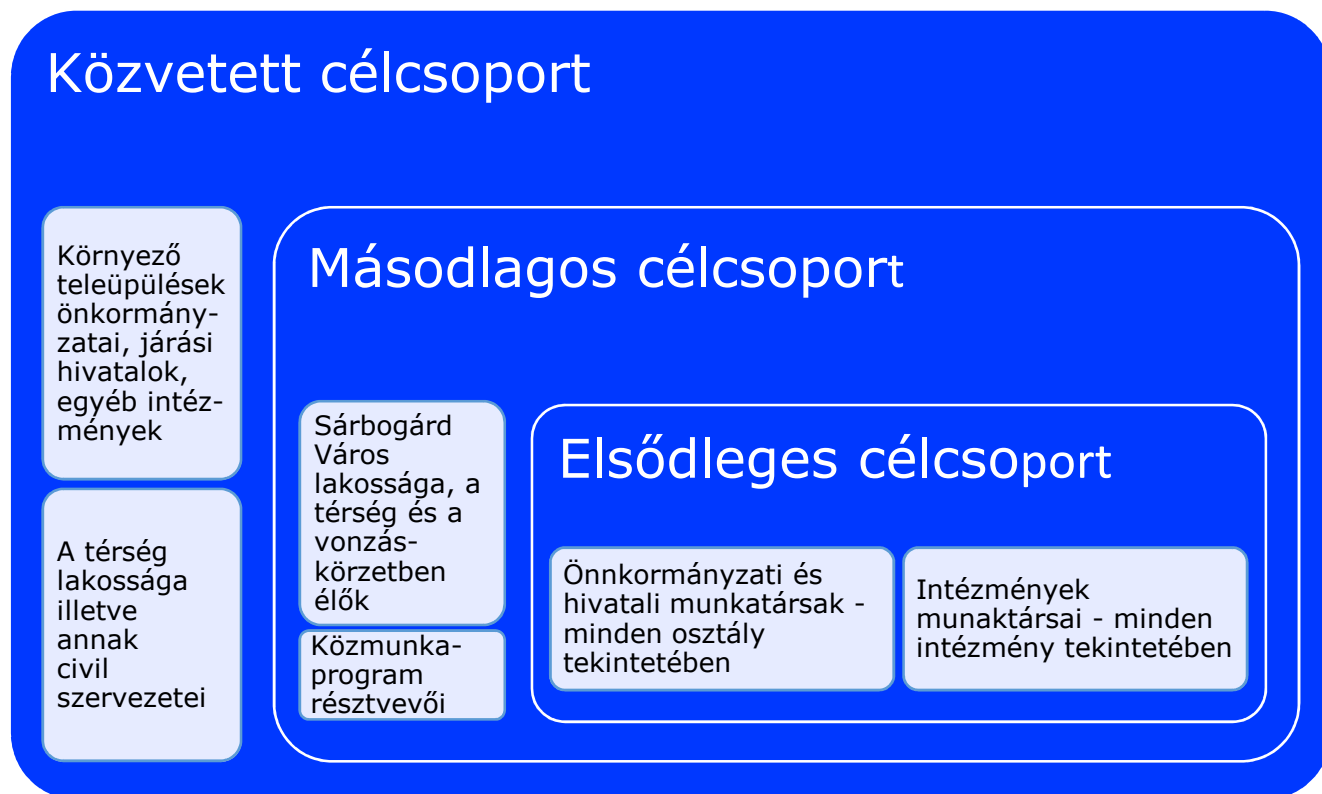 Közvetett célcsoport
Környező
teleüpülések
önkormány-
zatai, járási
hivatalok,
egyéb intéz-
mények
A térség
lakossága
illetve
annak
civil
szervezetei
Másodlagos célcsoport
Sárbogárd
Város
lakossága, a
térség és a
vonzás-
körzetben
élők
Közmunka-
program
résztvevői
Elsődleges célcsoport
Önnkormányzati és
hivatali munkatársak -
minden osztály
tekintetében
Intézmények
munaktársai - minden
intézmény tekintetében